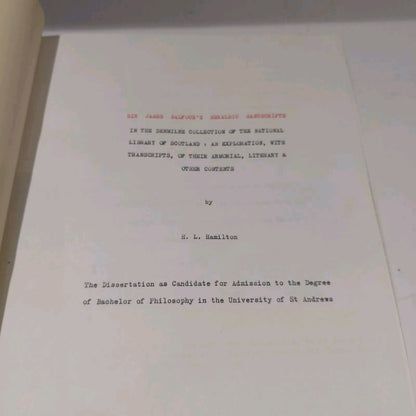 SIR JAMES BALFOUR'S HERALDIC MANUSCRIPTS
IN THE DENMILNE COLLECTION OF THE NATIONAL
LIBRARY OF SCOTLAND : AN EXPLORATION, WITH
TRANSCRIPTS, OF THEIR ARMORIAL, LITERARY &
OTHER CONTENTS
by
H. L. Hamilton
The Dissertation as Candidate for Admission to the Degree
of Bachelor of Philosophy in the University of St Andrews